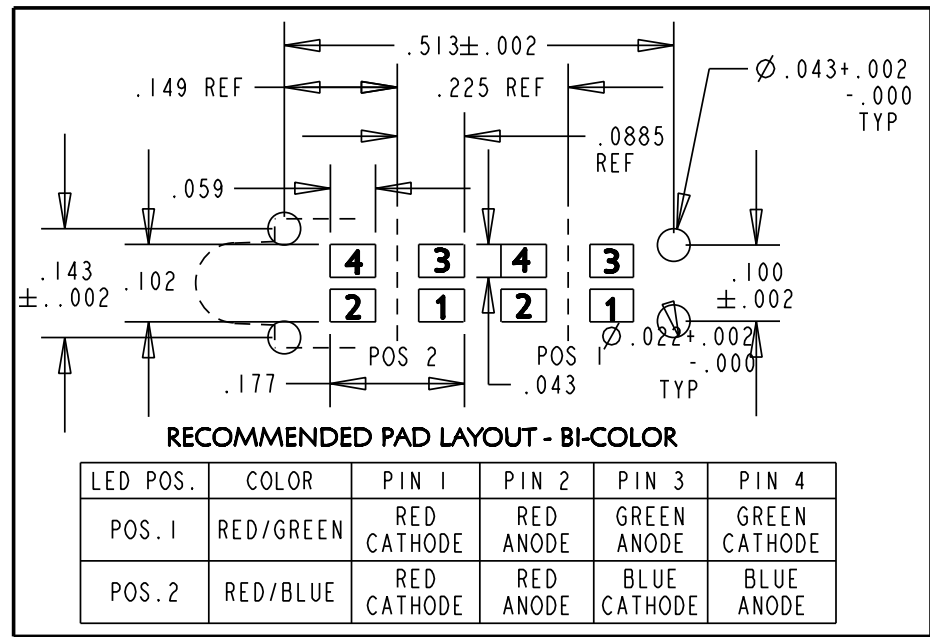 .513±.002
.149 REF
.225 REF
Ø .043+.002
-.000
TYP
.0885
REF
.059
.143
±..002
.102
4 3 4 3
2 1 2 1
.100
±.002
Ø .022+.002
-.000
TYP
POS 2
POS 1
.177
.043
RECOMMENDED PAD LAYOUT - BI-COLOR
LED POS. COLOR PIN 1 PIN 2 PIN 3 PIN 4
POS.1 RED/GREEN RED CATHODE RED ANODE GREEN ANODE GREEN CATHODE
POS.2 RED/BLUE RED CATHODE RED ANODE BLUE CATHODE BLUE ANODE